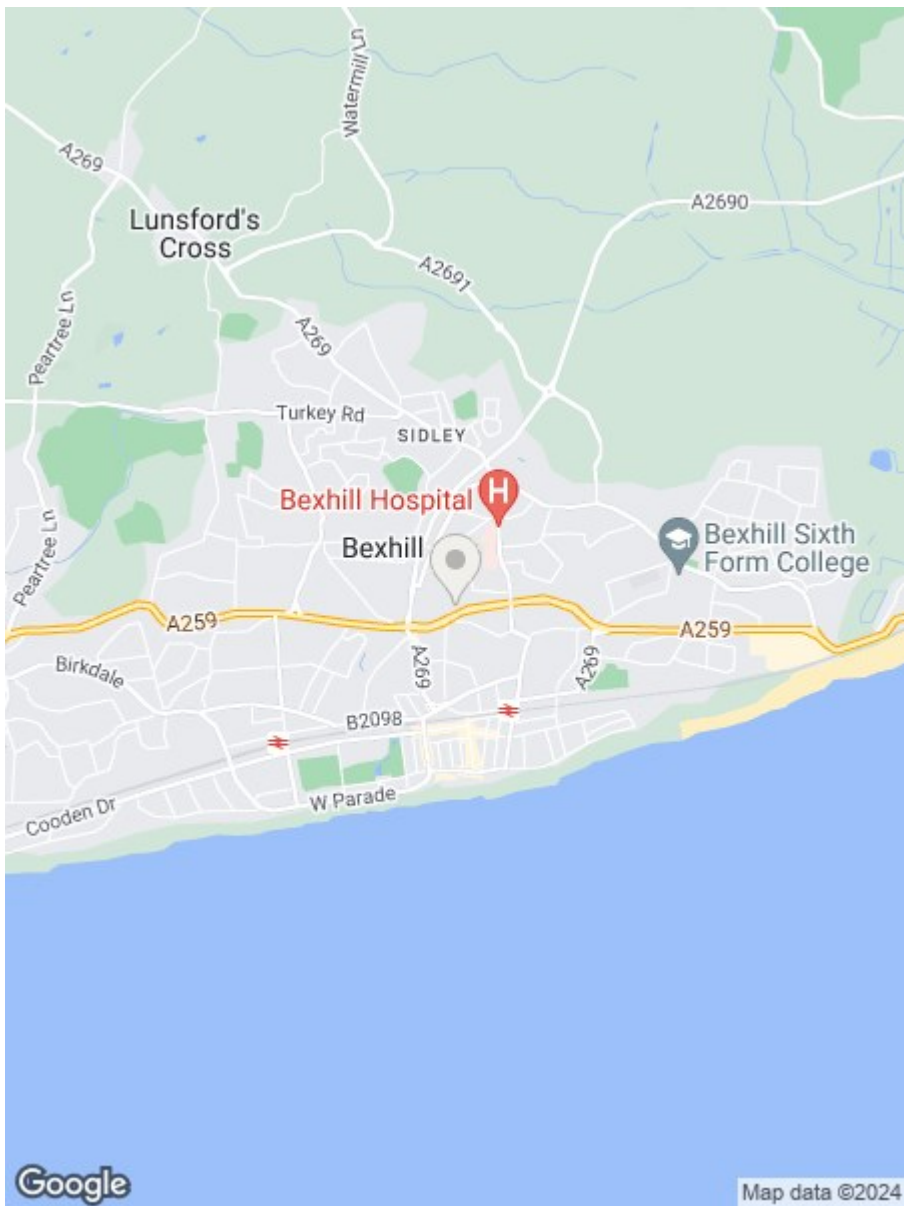 Watermill Ln
A269
A2690
Lunsford's
Cross
A2691
Peartree Ln
A269
Turkey Rd
SIDLEY
Bexhill Hospital
H
Bexhill
Bexhill Sixth
Form College
Peartree Ln
A259
A259
Birkdale
A269
A269
B2098
W Parade
Cooden Dr
Google
Map data ©2024